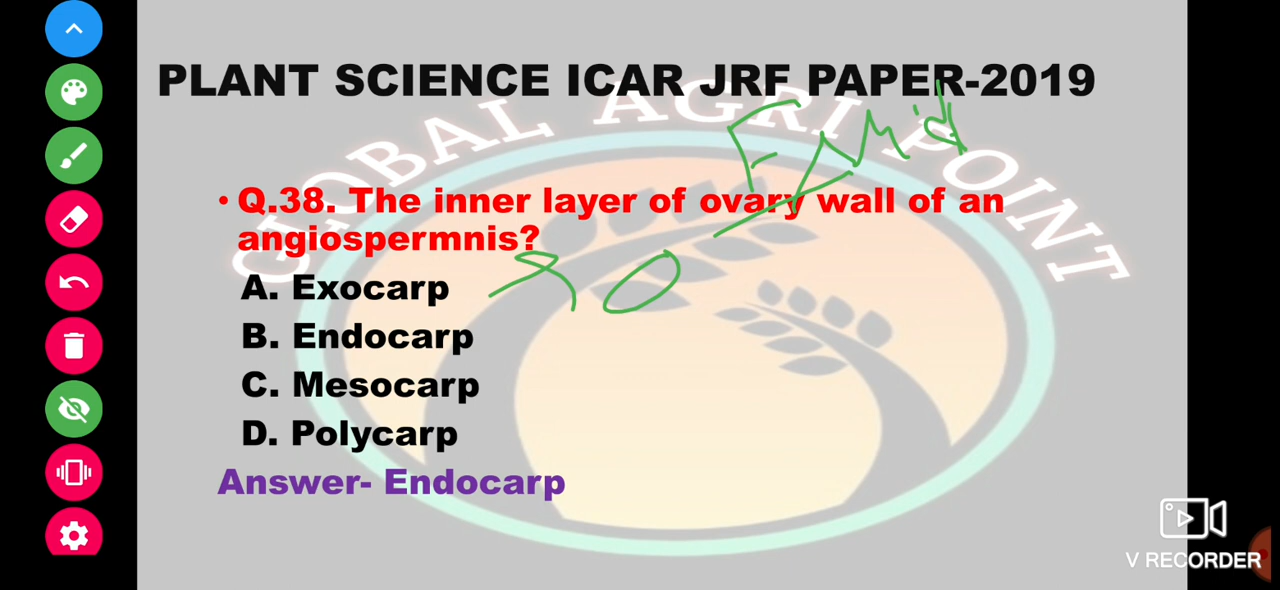 PLANT SCIENCE ICAR JRF PAPER-2019
GLOBAL AGRI POINT
• Q.38. The inner layer of ovary wall of an
angiospermnis?
A. Exocarp
B. Endocarp
C. Mesocarp
D. Polycarp
Answer- Endocarp
V RECORDER